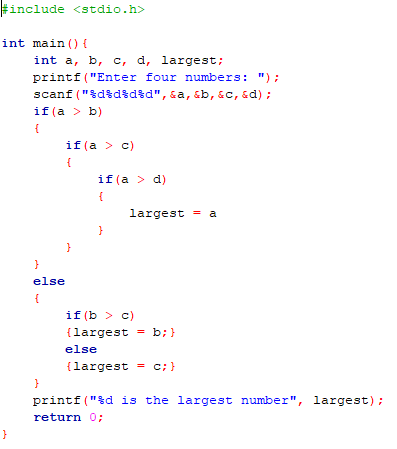 #include <stdio.h>
int main(){
int a, b, c, d, largest;
printf("Enter four numbers: ");
scanf("%d%d%d%d",&a,&b,&c,&d);
if(a > b)
{
if(a > c)
{
if(a > d)
{
largest = a
}
}
}
else
{
if(b > c)
{largest = b;}
else
{largest = c;}
}
printf("%d is the largest number", largest);
return 0;
}